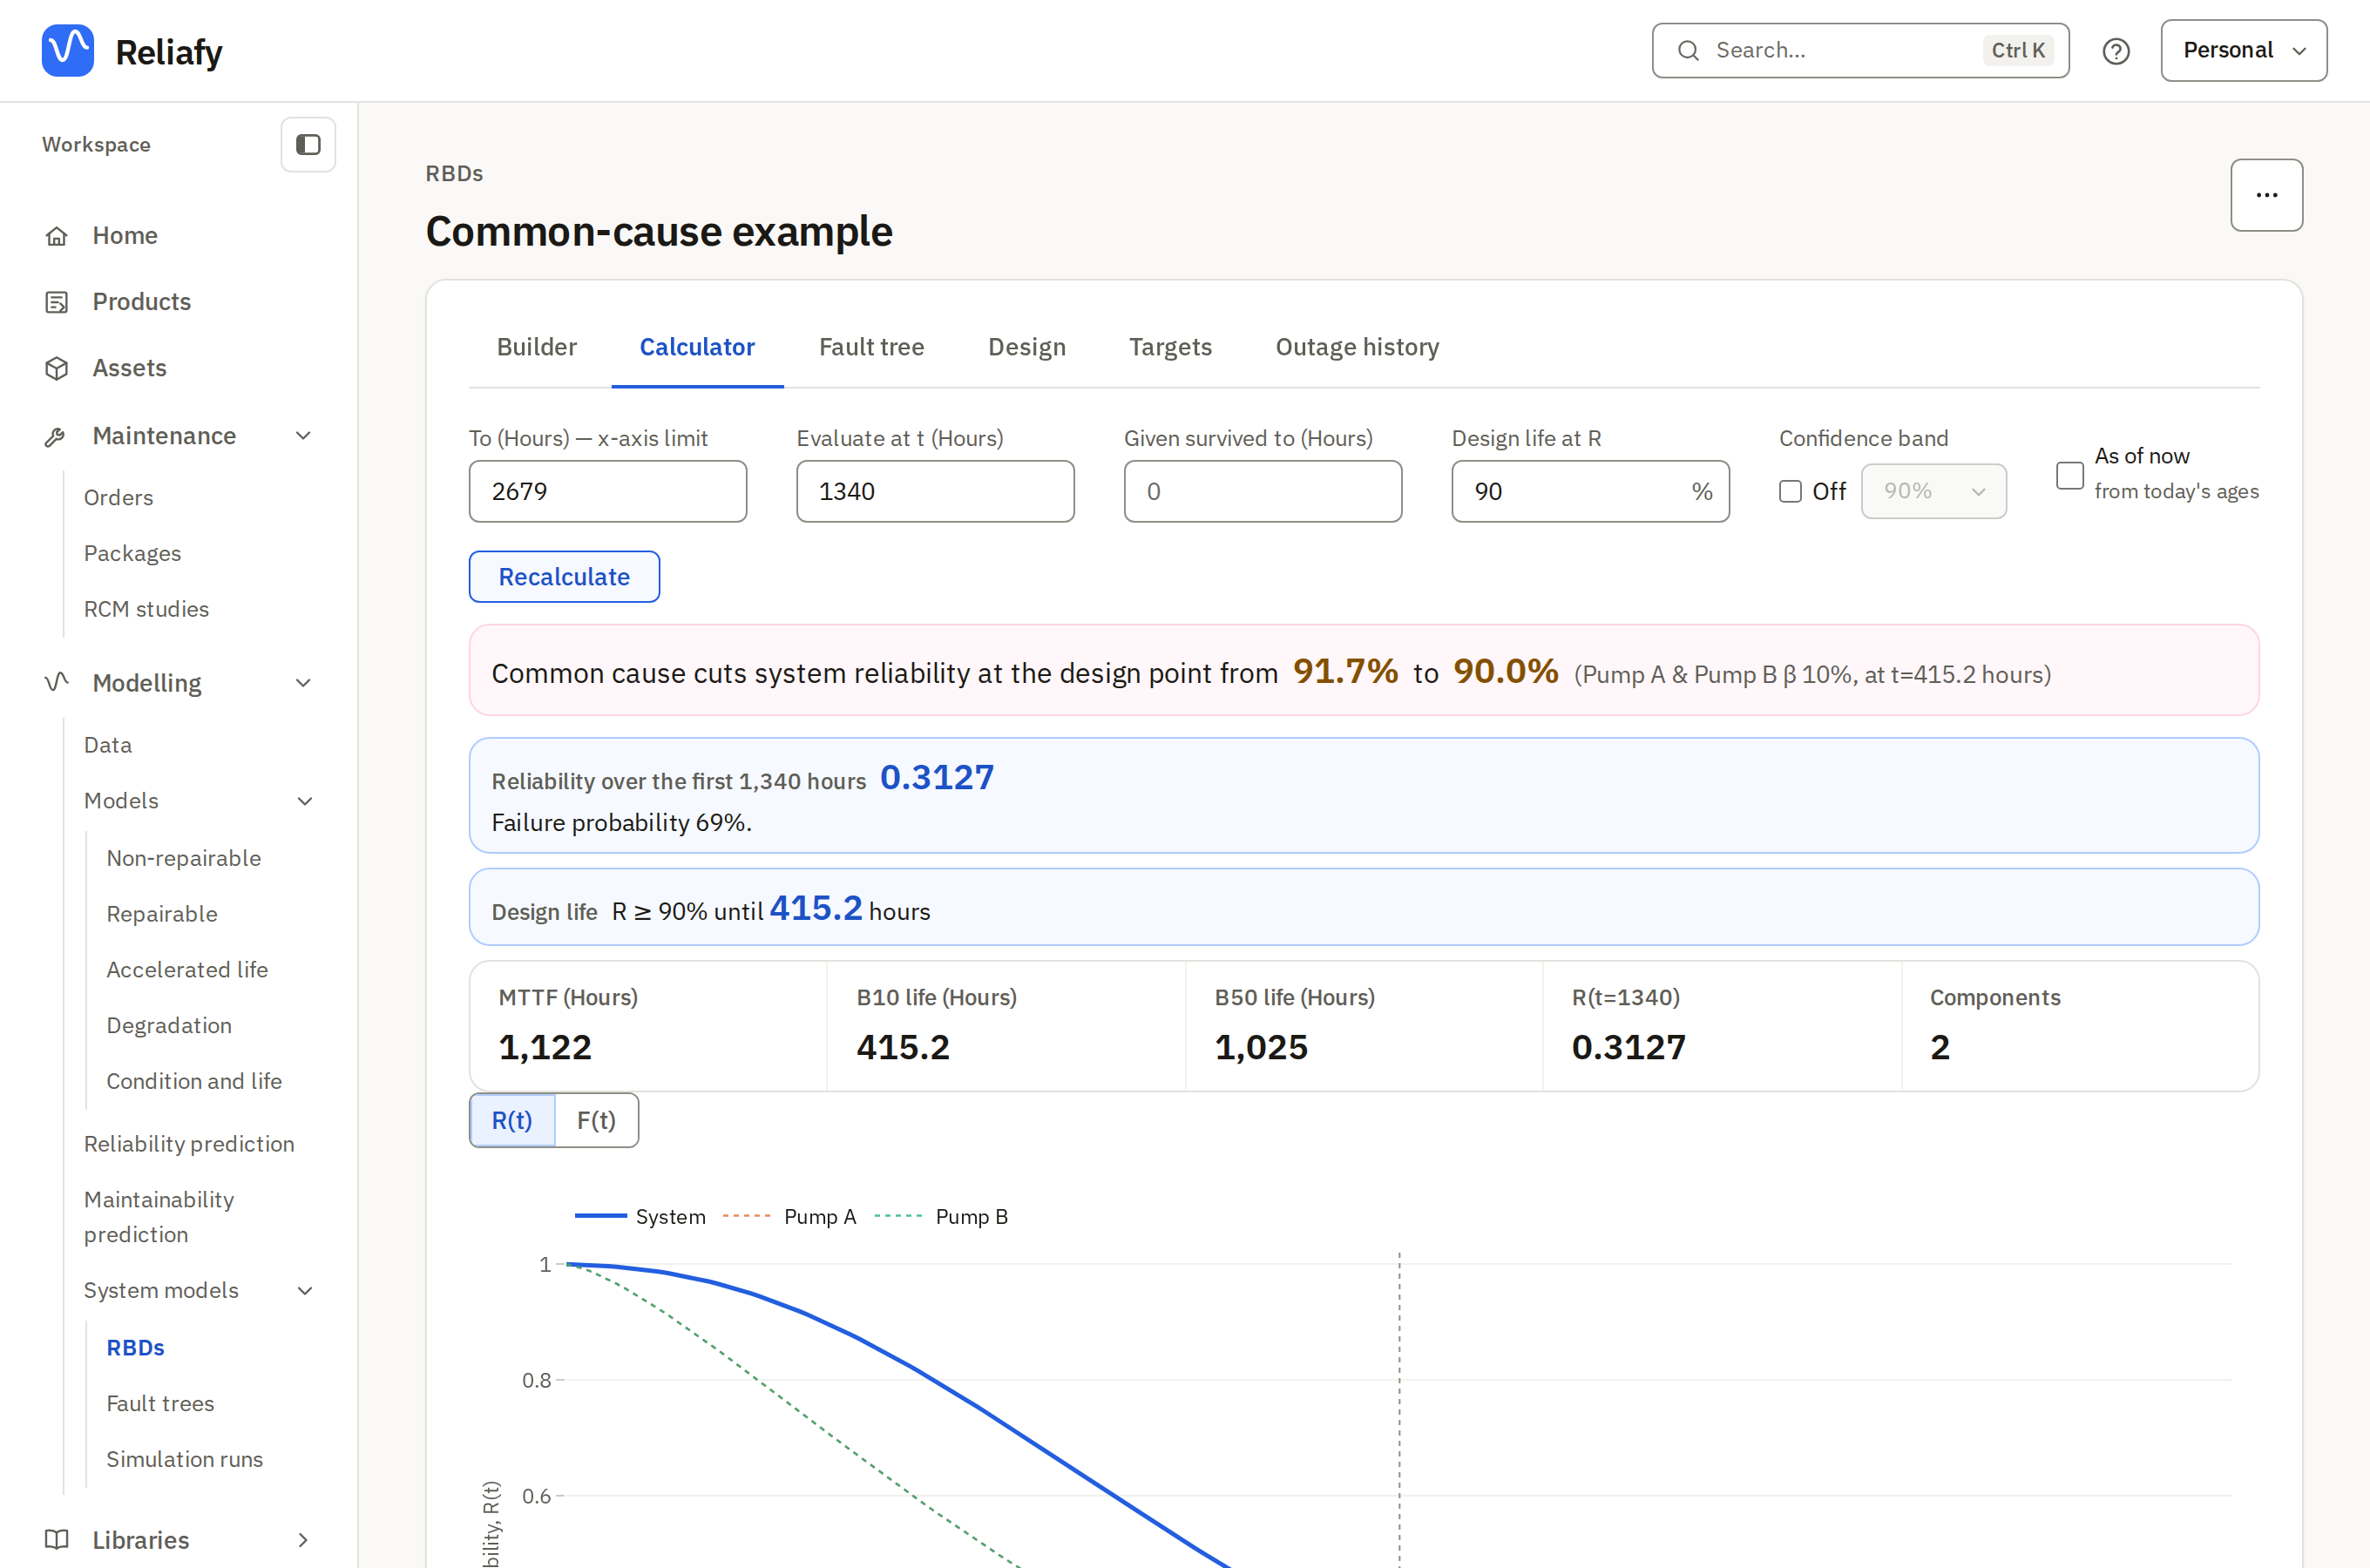 Reliafy
Search...
Ctrl K
Personal
Workspace
Home
Products
Assets
Maintenance
Orders
Packages
RCM studies
Modelling
Data
Models
Non-repairable
Repairable
Accelerated life
Degradation
Condition and life
Reliability prediction
Maintainability
prediction
System models
RBDs
Fault trees
Simulation runs
Libraries
RBDs
Common-cause example
Builder
Calculator
Fault tree
Design
Targets
Outage history
To (Hours) — x-axis limit
2679
Evaluate at t (Hours)
1340
Given survived to (Hours)
0
Design life at R
90 %
Confidence band
Off
90%
As of now
from today's ages
Recalculate
Common cause cuts system reliability at the design point from 91.7% to 90.0% (Pump A & Pump B β 10%, at t=415.2 hours)
Reliability over the first 1,340 hours 0.3127
Failure probability 69%.
Design life R ≥ 90% until 415.2 hours
MTTF (Hours)
1,122
B10 life (Hours)
415.2
B50 life (Hours)
1,025
R(t=1340)
0.3127
Components
2
R(t)
F(t)
System
Pump A
Pump B
1
0.8
0.6
bility, R(t)